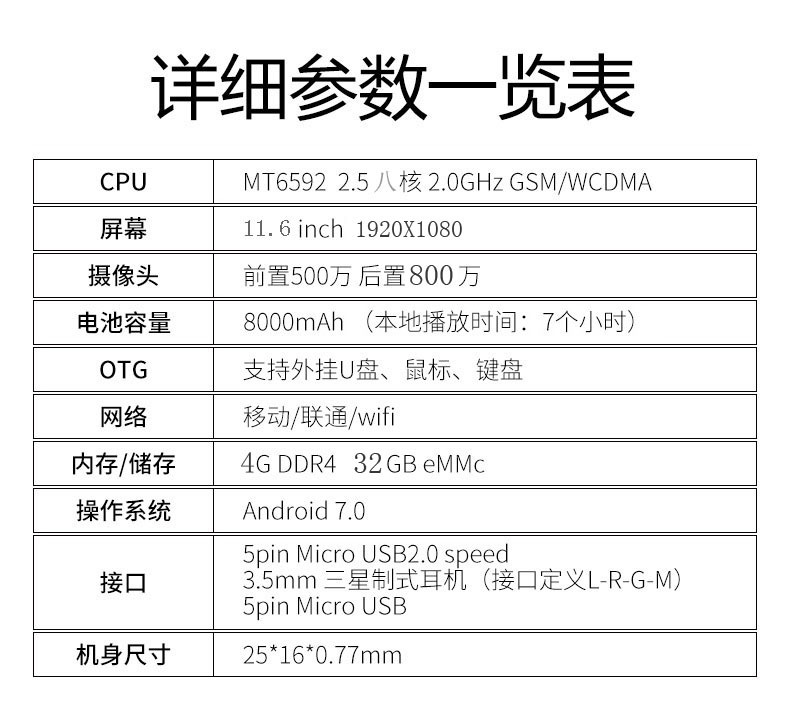 详细参数一览表
CPU MT6592 2.5 八核 2.0GHz GSM/WCDMA
屏幕 11.6 inch 1920X1080
摄像头 前置500万 后置800万
电池容量 8000mAh （本地播放时间：7个小时）
OTG 支持外挂U盘、鼠标、键盘
网络 移动/联通/wifi
内存/储存 4G DDR4 32GB eMMc
操作系统 Android 7.0
接口 5pin Micro USB2.0 speed
3.5mm 三星制式耳机（接口定义L-R-G-M）
5pin Micro USB
机身尺寸 25*16*0.77mm